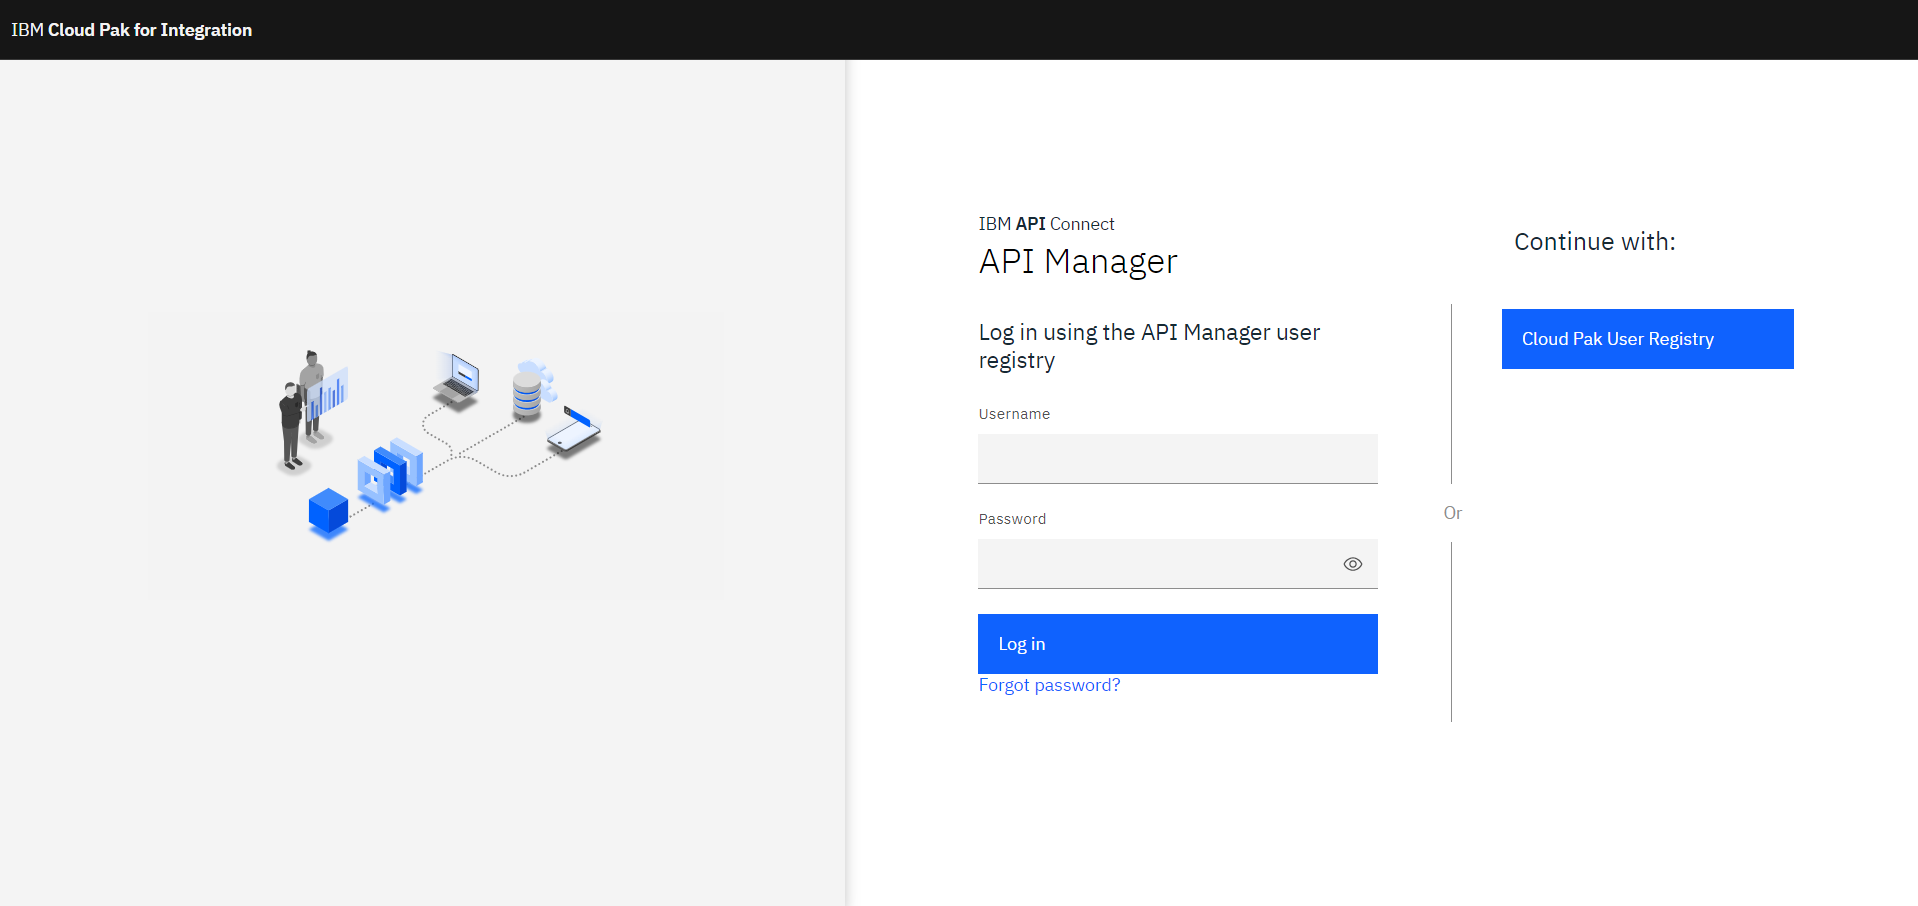 IBM Cloud Pak for Integration
IBM API Connect
API Manager
Log in using the API Manager user
registry
Username
Password
Log in
Forgot password?
Or
Continue with:
Cloud Pak User Registry